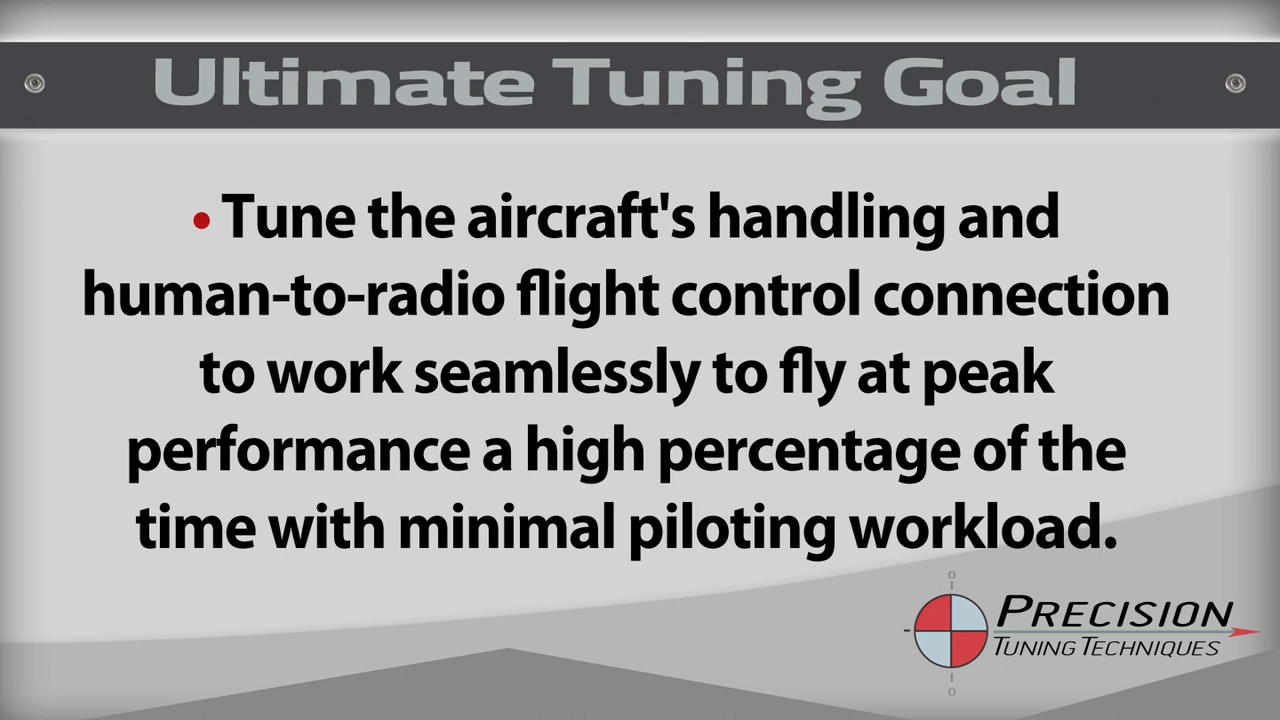 Ultimate Tuning Goal
• Tune the aircraft's handling and
human-to-radio flight control connection
to work seamlessly to fly at peak
performance a high percentage of the
time with minimal piloting workload.
PRECISION
TUNING TECHNIQUES